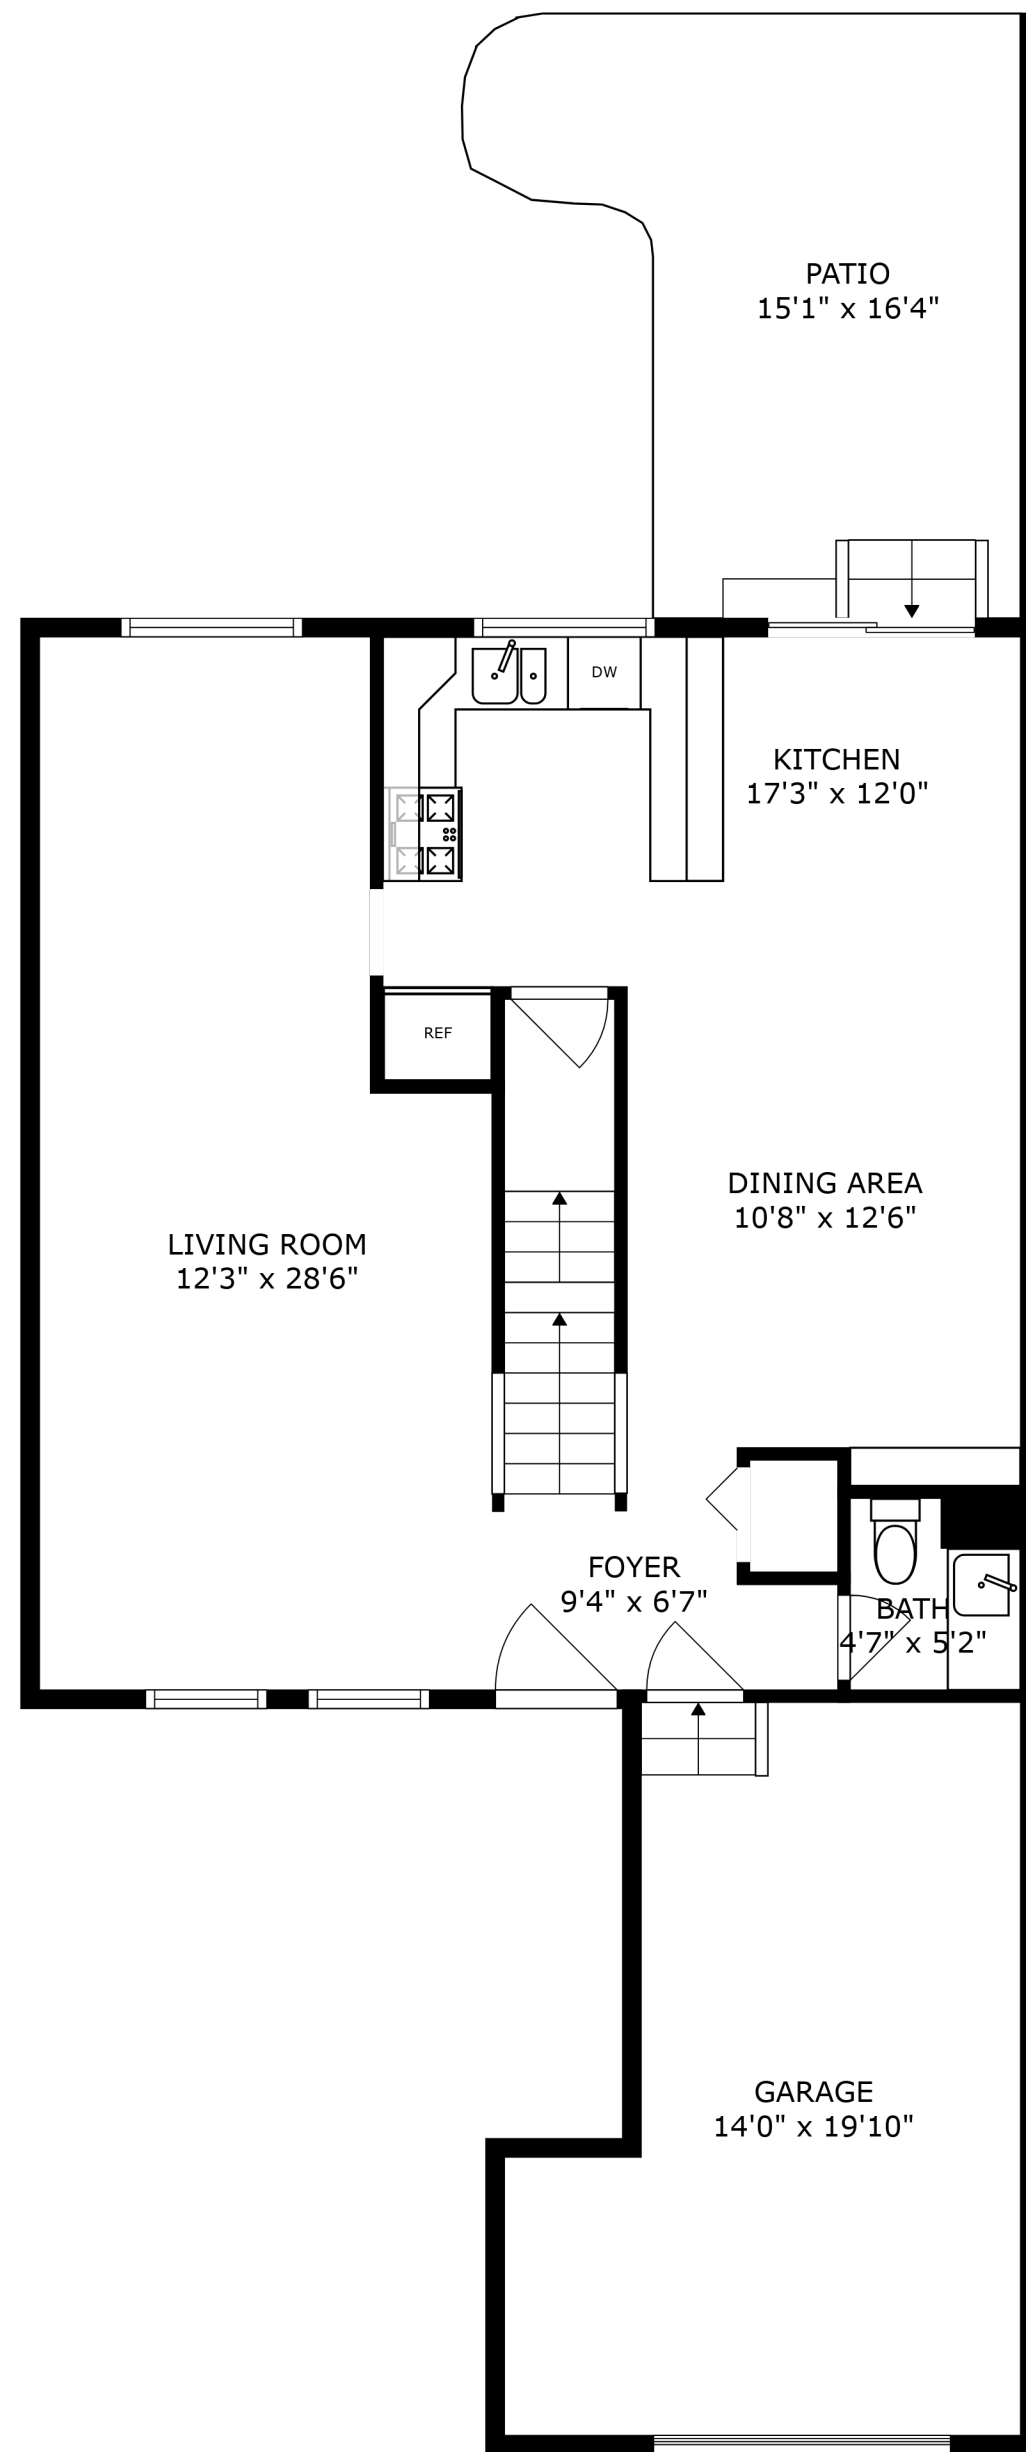 PATIO
15'1" x 16'4"
DW
KITCHEN
17'3" x 12'0"
REF
DINING AREA
10'8" x 12'6"
LIVING ROOM
12'3" x 28'6"
FOYER
9'4" x 6'7"
BATH
4'7" x 5'2"
GARAGE
14'0" x 19'10"